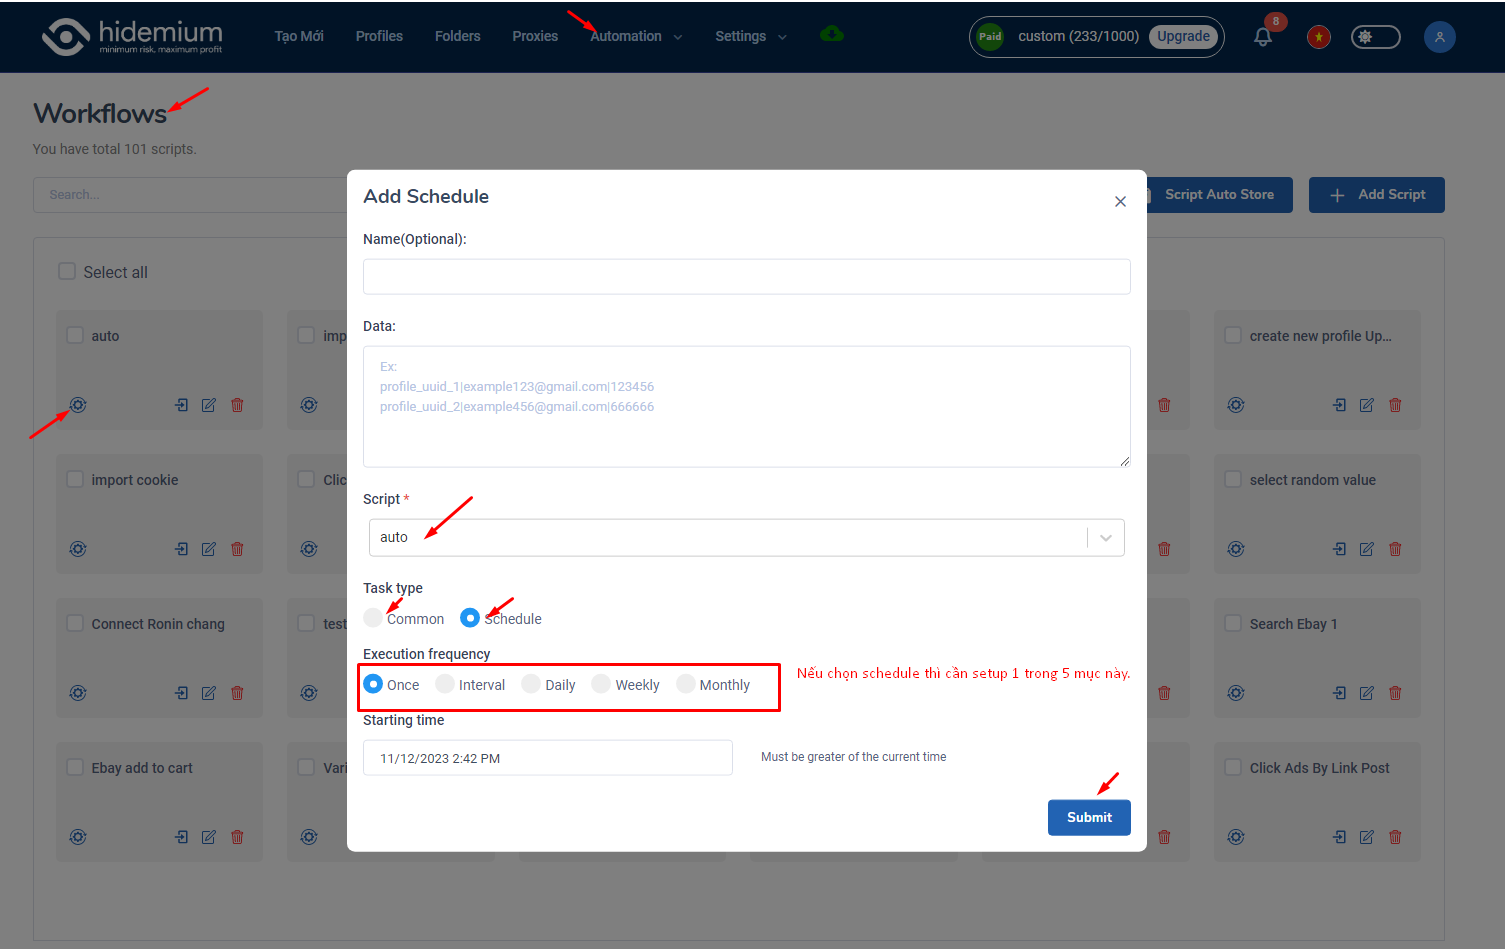 hidemium
minimum risk, maximum profit
Tạo Mới
Profiles
Folders
Proxies
Automation
Settings
Paid
custom (233/1000)
Upgrade
8
Workflows
You have total 101 scripts.
Search...
Script Auto Store
Add Script
Select all
auto
imp
create new profile Up...
import cookie
Clic
select random value
Connect Ronin chang
test
Search Ebay 1
Ebay add to cart
Vari
Click Ads By Link Post
Add Schedule
Name(Optional):
Data:
Ex:
profile_uuid_1|example123@gmail.com|123456
profile_uuid_2|example456@gmail.com|666666
Script *
auto
Task type
Common
Schedule
Execution frequency
Once
Interval
Daily
Weekly
Monthly
Nếu chọn schedule thì cần setup 1 trong 5 mục này.
Starting time
11/12/2023 2:42 PM
Must be greater of the current time
Submit